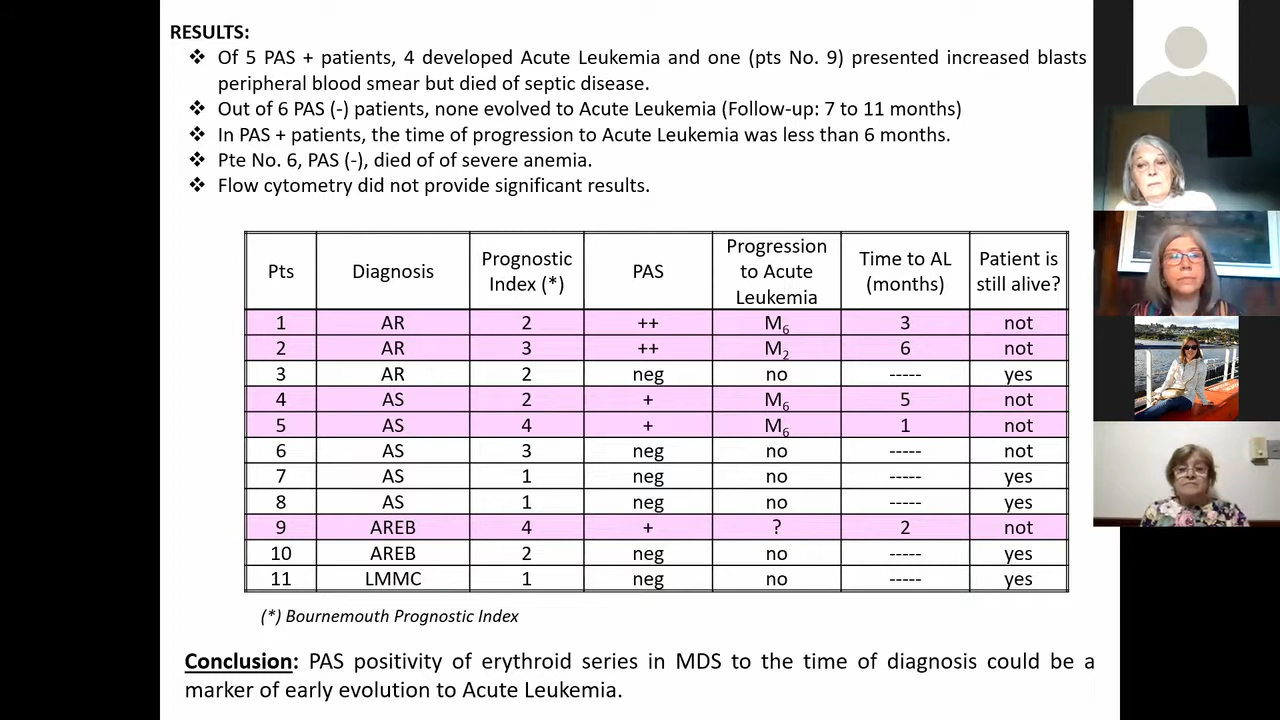 RESULTS:
❖ Of 5 PAS + patients, 4 developed Acute Leukemia and one (pts No. 9) presented increased blasts
peripheral blood smear but died of septic disease.
❖ Out of 6 PAS (-) patients, none evolved to Acute Leukemia (Follow-up: 7 to 11 months)
❖ In PAS + patients, the time of progression to Acute Leukemia was less than 6 months.
❖ Pte No. 6, PAS (-), died of of severe anemia.
❖ Flow cytometry did not provide significant results.
Pts Diagnosis Prognostic Index (*) PAS Progression to Acute Leukemia Time to AL (months) Patient is still alive?
1 AR 2 ++ M6 3 not
2 AR 3 ++ M2 6 not
3 AR 2 neg no ----- yes
4 AS 2 + M6 5 not
5 AS 4 + M6 1 not
6 AS 3 neg no ----- not
7 AS 1 neg no ----- yes
8 AS 1 neg no ----- yes
9 AREB 4 + ? 2 not
10 AREB 2 neg no ----- yes
11 LMMC 1 neg no ----- yes
(*) Bournemouth Prognostic Index
Conclusion: PAS positivity of erythroid series in MDS to the time of diagnosis could be a
marker of early evolution to Acute Leukemia.